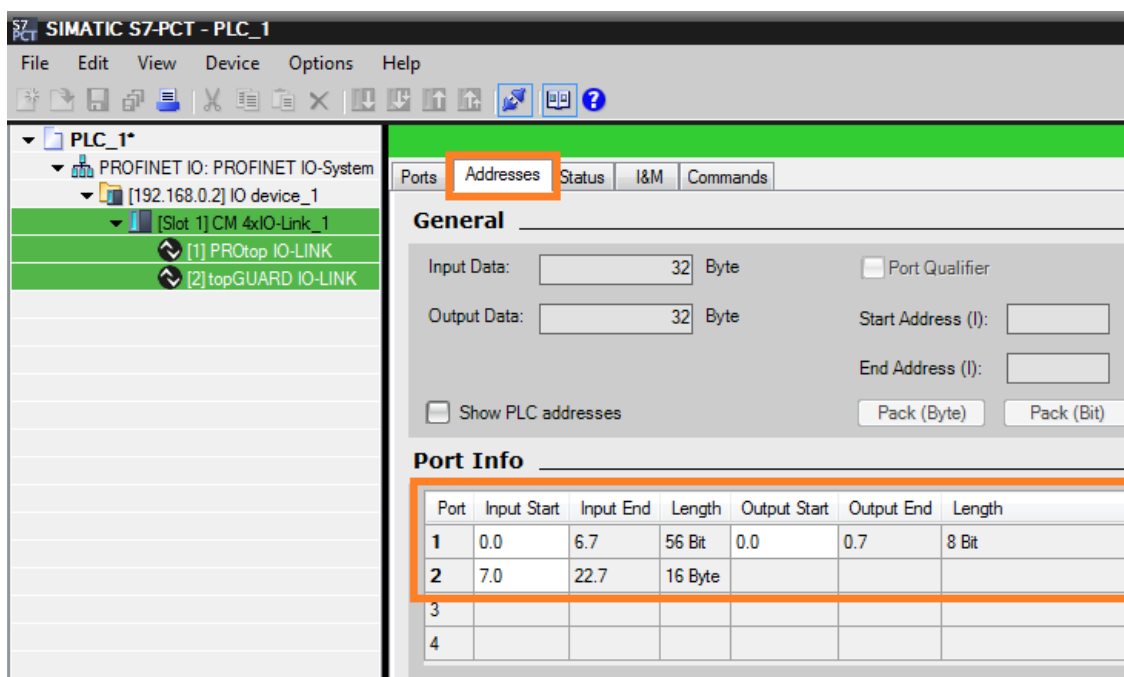 S7 PCT SIMATIC S7-PCT - PLC_1
File Edit View Device Options Help
PLC_1*
PROFINET IO: PROFINET IO-System
[192.168.0.2] IO device_1
[Slot 1] CM 4xIO-Link_1
[1] PROtop IO-LINK
[2] topGUARD IO-LINK
Ports Addresses Status I&M Commands
General
Input Data: 32 Byte Port Qualifier
Output Data: 32 Byte Start Address (I):
End Address (I):
Show PLC addresses Pack (Byte) Pack (Bit)
Port Info
Port Input Start Input End Length Output Start Output End Length
1 0.0 6.7 56 Bit 0.0 0.7 8 Bit
2 7.0 22.7 16 Byte
3
4